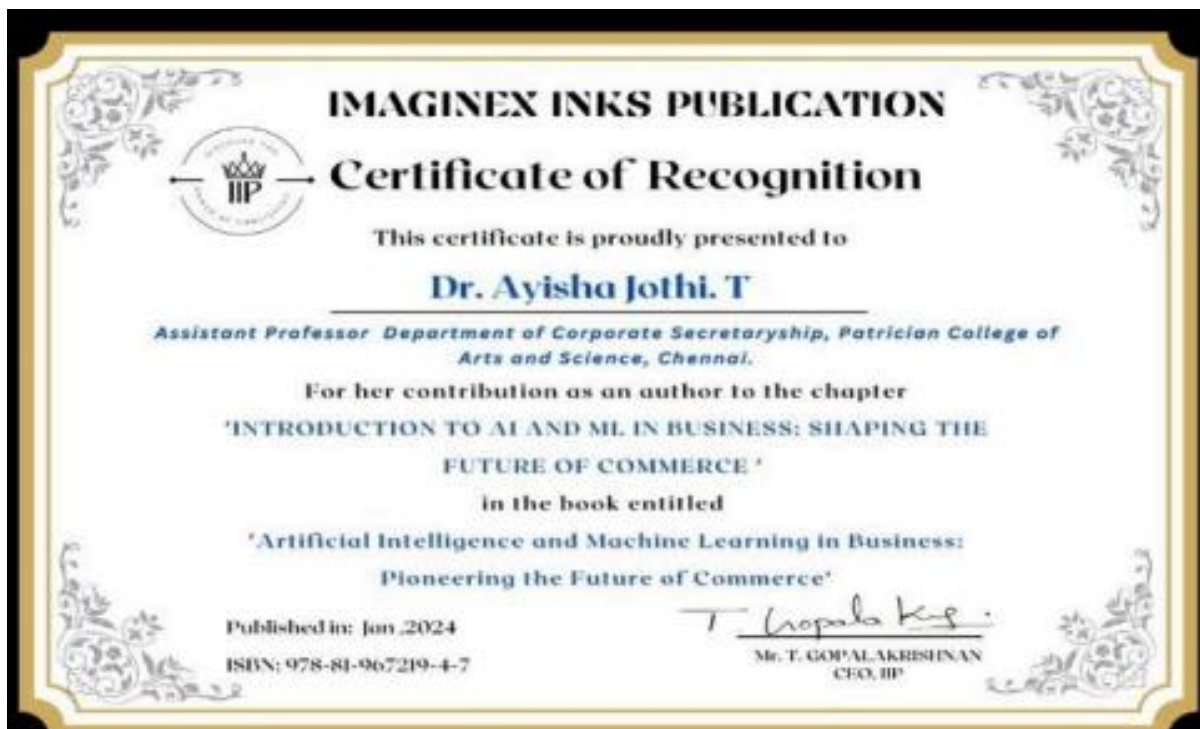 IMAGINEX INKS PUBLICATION
IIP
Certificate of Recognition
This certificate is proudly presented to
Dr. Ayisha Jothi. T
Assistant Professor Department of Corporate Secretaryship, Patrician College of
Arts and Science, Chennai.
For her contribution as an author to the chapter
'INTRODUCTION TO AI AND ML IN BUSINESS: SHAPING THE
FUTURE OF COMMERCE '
in the book entitled
'Artificial Intelligence and Machine Learning in Business:
Pioneering the Future of Commerce'
Published in: Jan ,2024
ISBN: 978-81-967219-4-7
T
Mr. T. GOPALAKRISHNAN
CEO, IIP